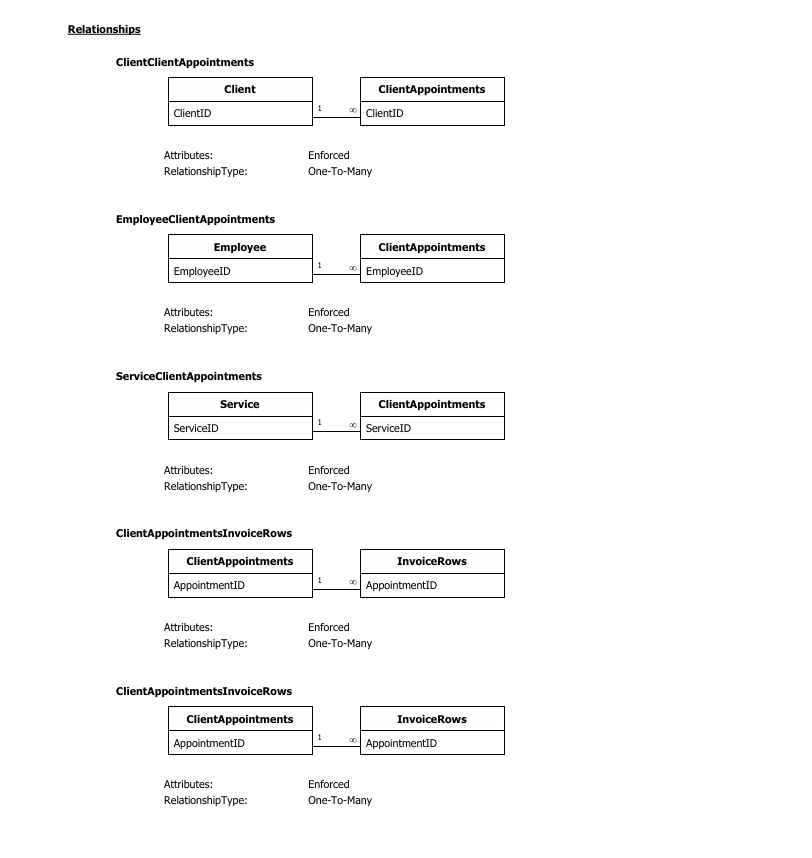 Relationships
ClientClientAppointments
Client ClientAppointments
1 ∞
ClientID ClientID
Attributes: Enforced
RelationshipType: One-To-Many
EmployeeClientAppointments
Employee ClientAppointments
1 ∞
EmployeeID EmployeeID
Attributes: Enforced
RelationshipType: One-To-Many
ServiceClientAppointments
Service ClientAppointments
1 ∞
ServiceID ServiceID
Attributes: Enforced
RelationshipType: One-To-Many
ClientAppointmentsInvoiceRows
ClientAppointments InvoiceRows
1 ∞
AppointmentID AppointmentID
Attributes: Enforced
RelationshipType: One-To-Many
ClientAppointmentsInvoiceRows
ClientAppointments InvoiceRows
1 ∞
AppointmentID AppointmentID
Attributes: Enforced
RelationshipType: One-To-Many